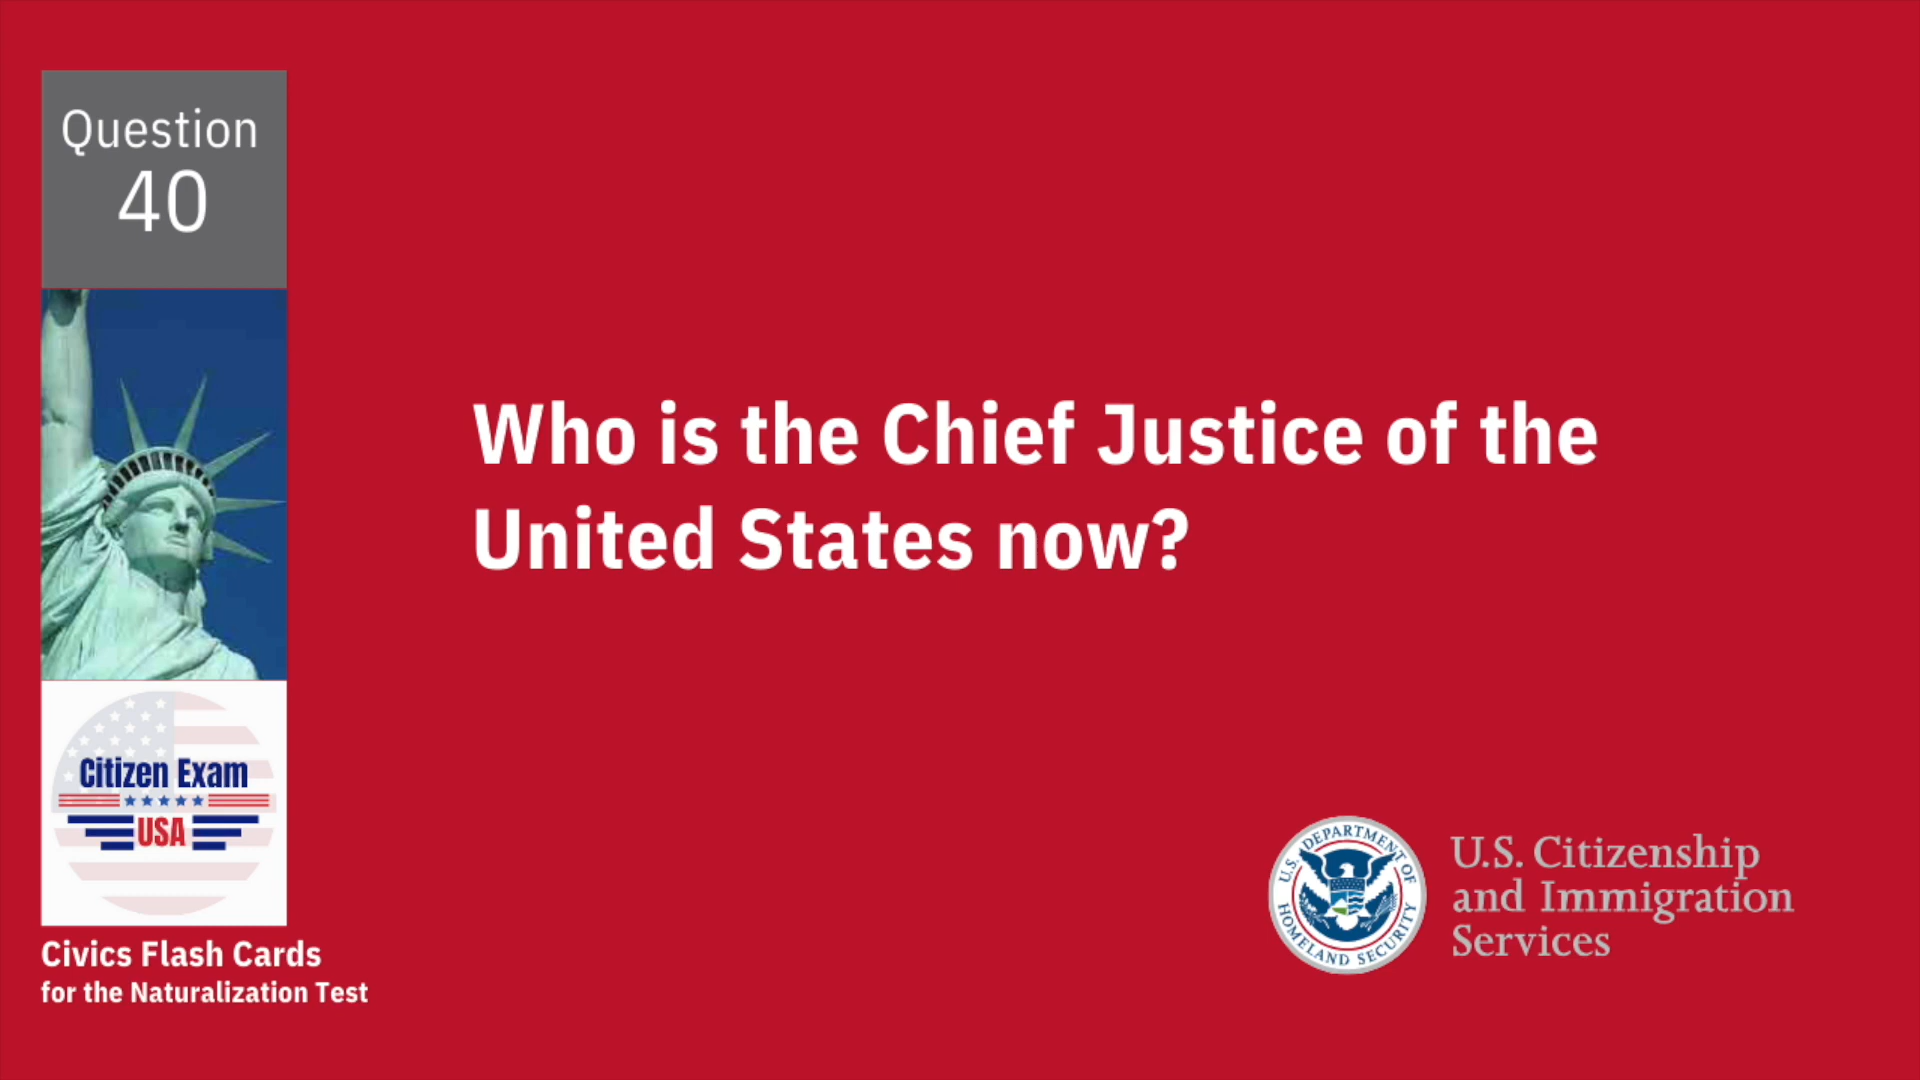 Question
40
Who is the Chief Justice of the
United States now?
Citizen Exam
USA
Civics Flash Cards
for the Naturalization Test
U.S. DEPARTMENT OF
HOMELAND SECURITY
U.S. Citizenship
and Immigration
Services